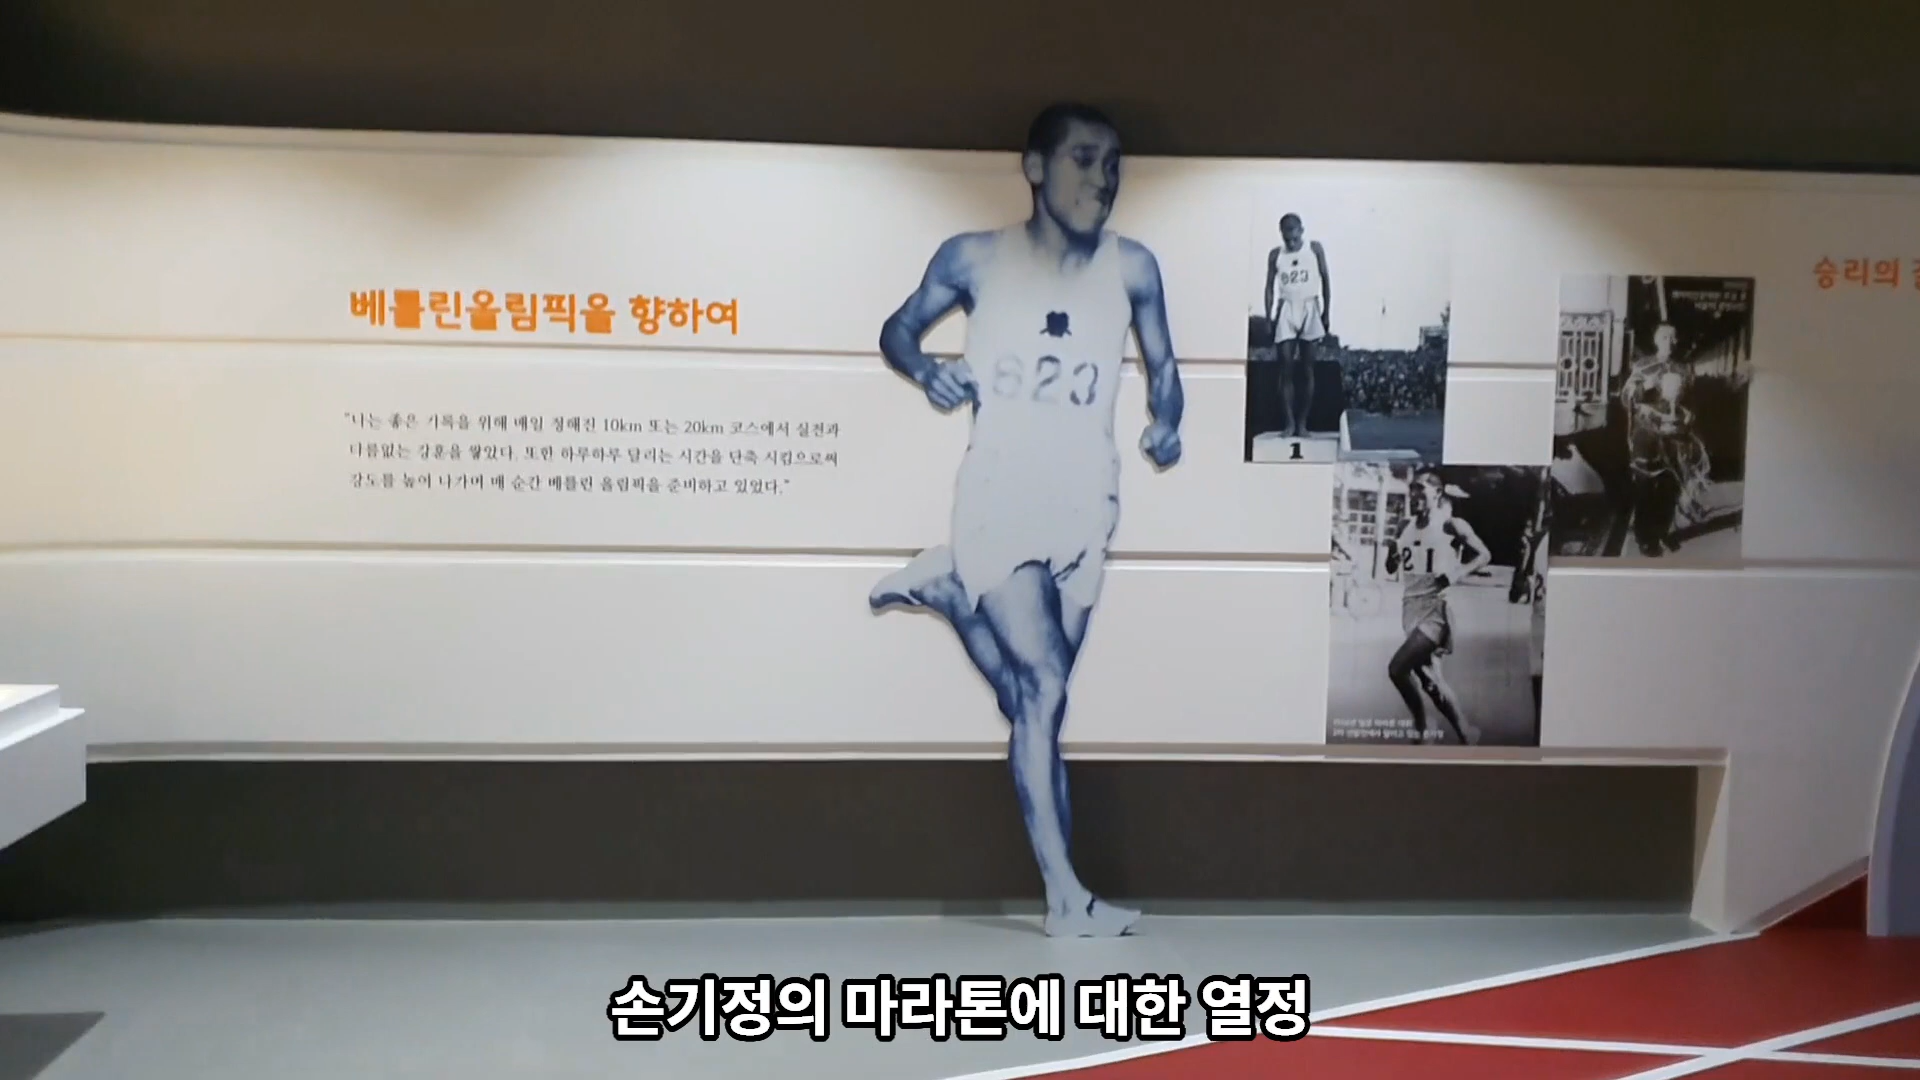 베를린올림픽을 향하여
"나는 좋은 기록을 위해 매일 정해진 10km 또는 20km 코스에서 실전과
다름없는 강훈을 쌓았다. 또한 하루하루 달리는 시간을 단축 시킴으로써
강도를 높여 나가며 매 순간 베를린 올림픽을 준비하고 있었다."
623
623
1
21
승리의
손기정의 마라톤에 대한 열정